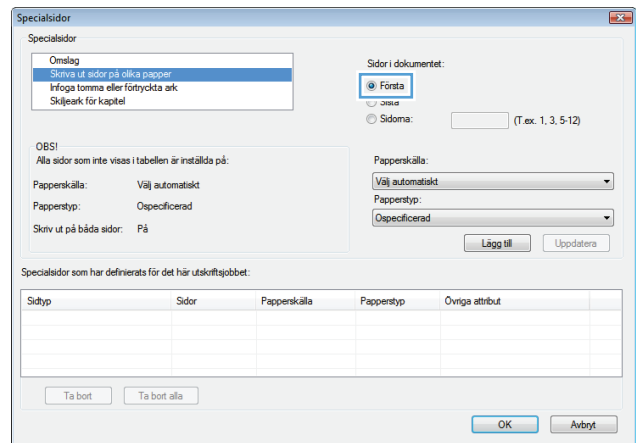 Specialsidor
Specialsidor
Omslag
Skriva ut sidor på olika papper
Infoga tomma eller förtryckta ark
Skiljeark för kapitel
Sidor i dokumentet:
Första
Sista
Sidorna:
(T.ex. 1, 3, 5-12)
OBS!
Alla sidor som inte visas i tabellen är inställda på:
Papperskälla: Välj automatiskt
Papperstyp: Ospecificerad
Skriv ut på båda sidor: På
Papperskälla:
Välj automatiskt
Papperstyp:
Ospecificerad
Lägg till Uppdatera
Specialsidor som har definierats för det här utskriftsjobbet:
Sidtyp Sidor Papperskälla Papperstyp Övriga attribut
Ta bort Ta bort alla
OK Avbryt